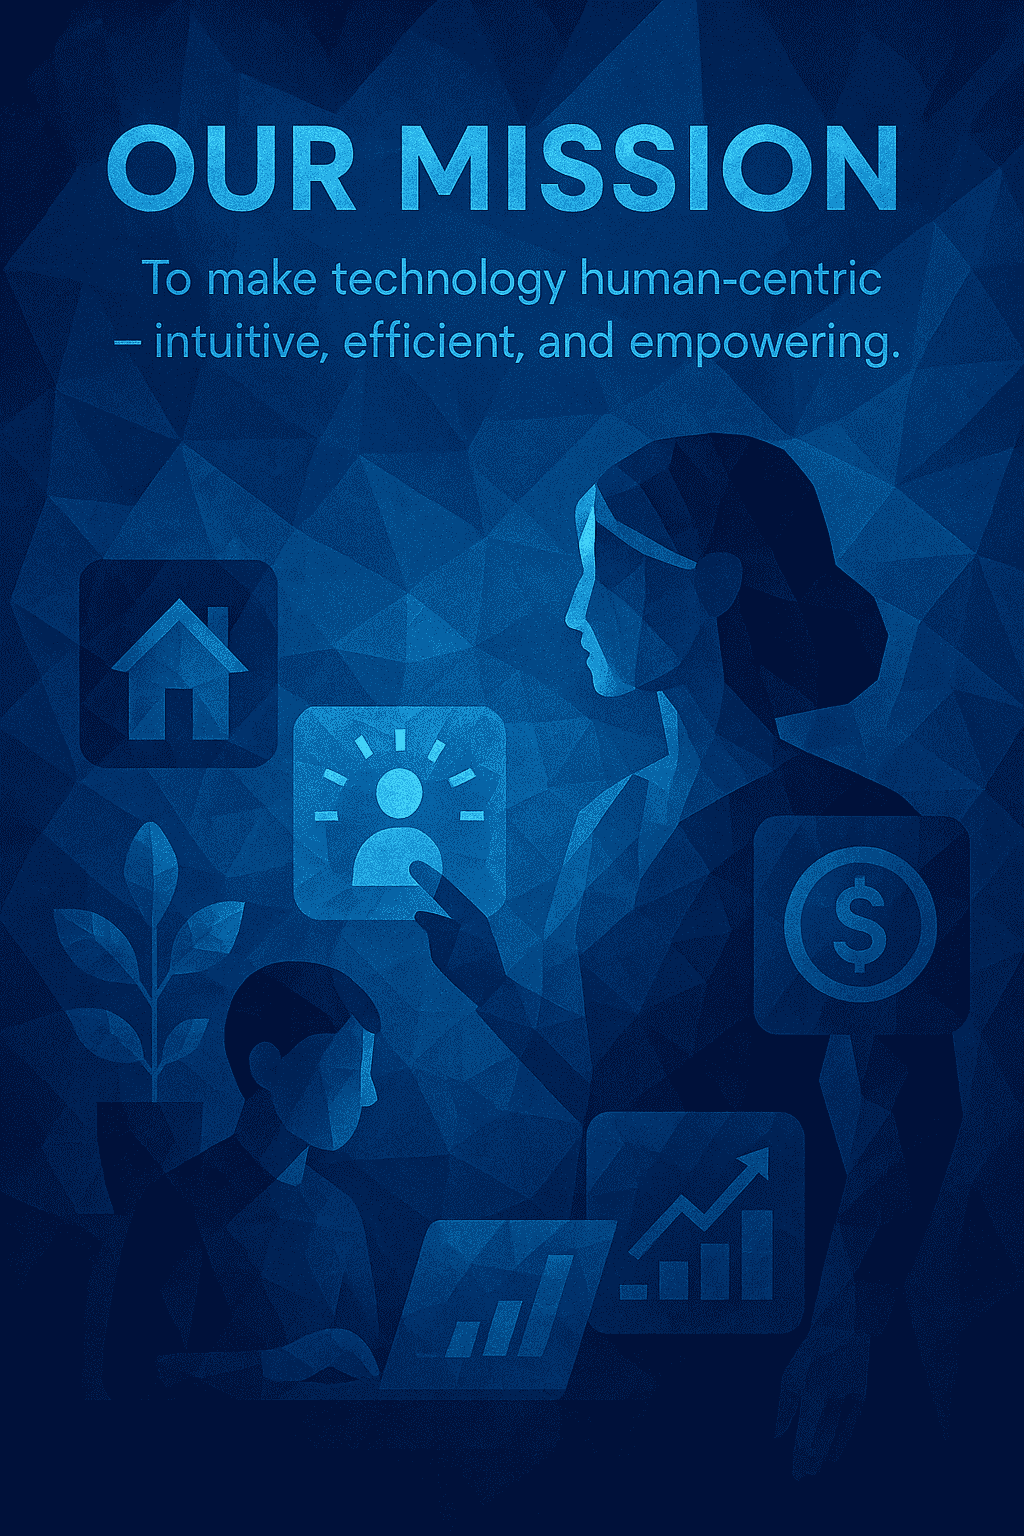 OUR MISSION
To make technology human-centric
– intuitive, efficient, and empowering.
$